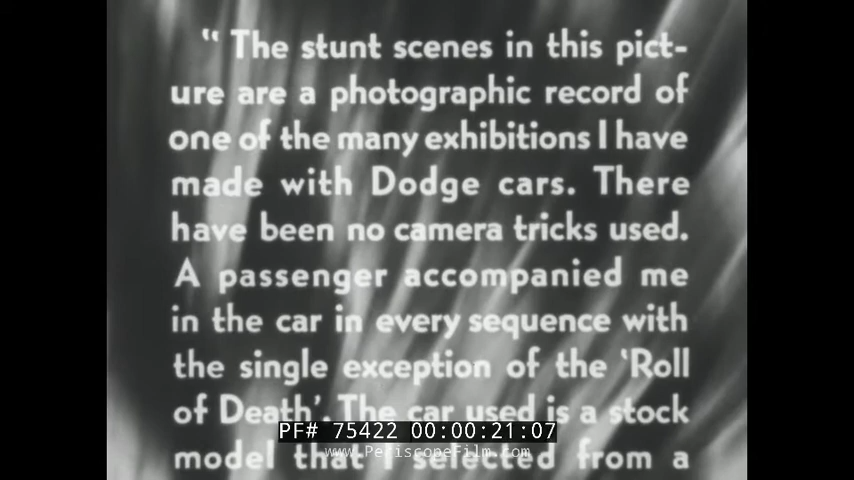 “ The stunt scenes in this pict-
ure are a photographic record of
one of the many exhibitions I have
made with Dodge cars. There
have been no camera tricks used.
A passenger accompanied me
in the car in every sequence with
the single exception of the ‘Roll
of Death’. The car used is a stock
PF# 75422 00:00:21:07
www.PeriscopeFilm.com
model that I selected from a